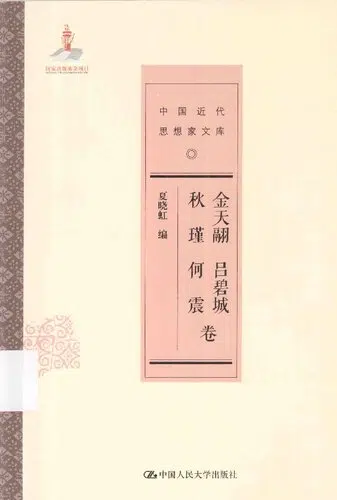 国家出版基金项目
中国近代
思想家文库
金天翮 吕碧城
秋瑾 何震
卷
夏晓虹 编
中国人民大学出版社